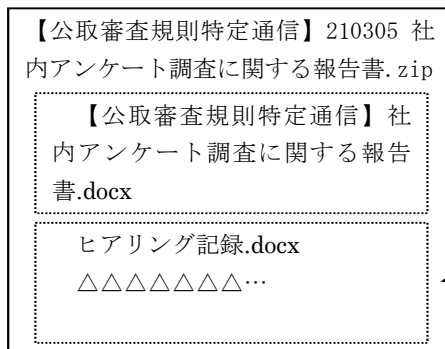 【公取審査規則特定通信】210305 社
内アンケート調査に関する報告書.zip
【公取審査規則特定通信】社
内アンケート調査に関する報告
書.docx
ヒアリング記録.docx
△△△△△△△…